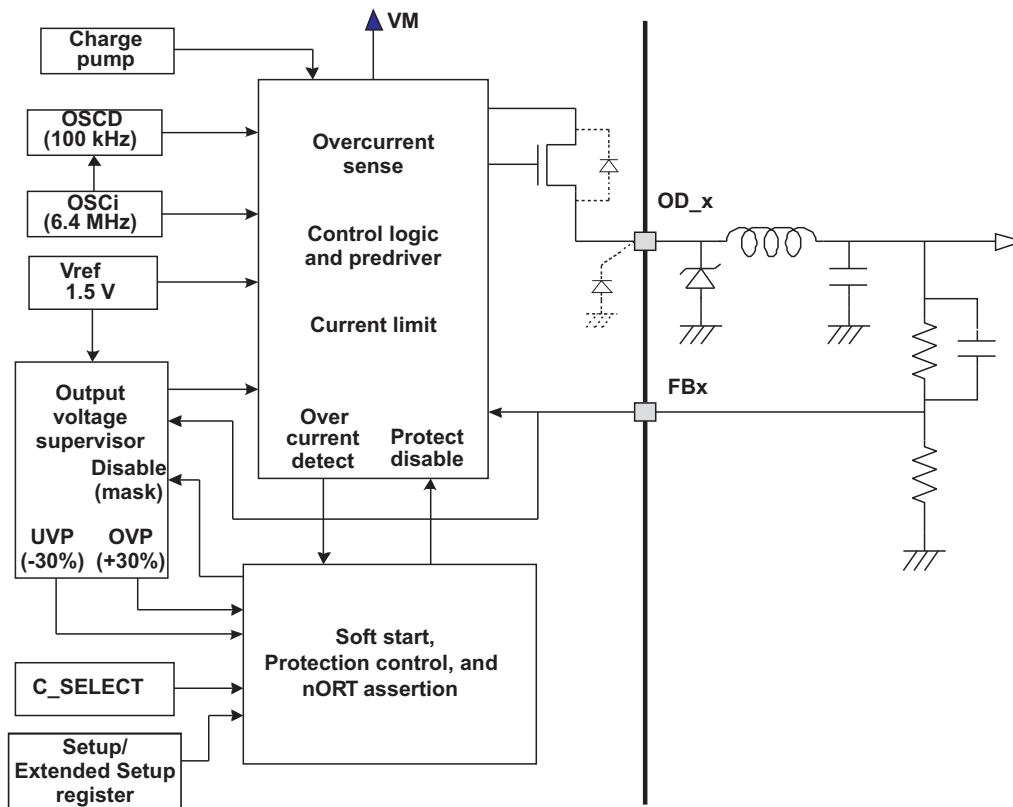 VM
Charge
pump
OSCD
(100 kHz)
OSCi
(6.4 MHz)
Vref
1.5 V
Overcurrent
sense
Control logic
and predriver
Current limit
Over
current
detect
Protect
disable
OD_x
FBx
Output
voltage
supervisor
Disable
(mask)
UVP
(-30%)
OVP
(+30%)
Soft start,
Protection control, and
nORT assertion
C_SELECT
Setup/
Extended Setup
register